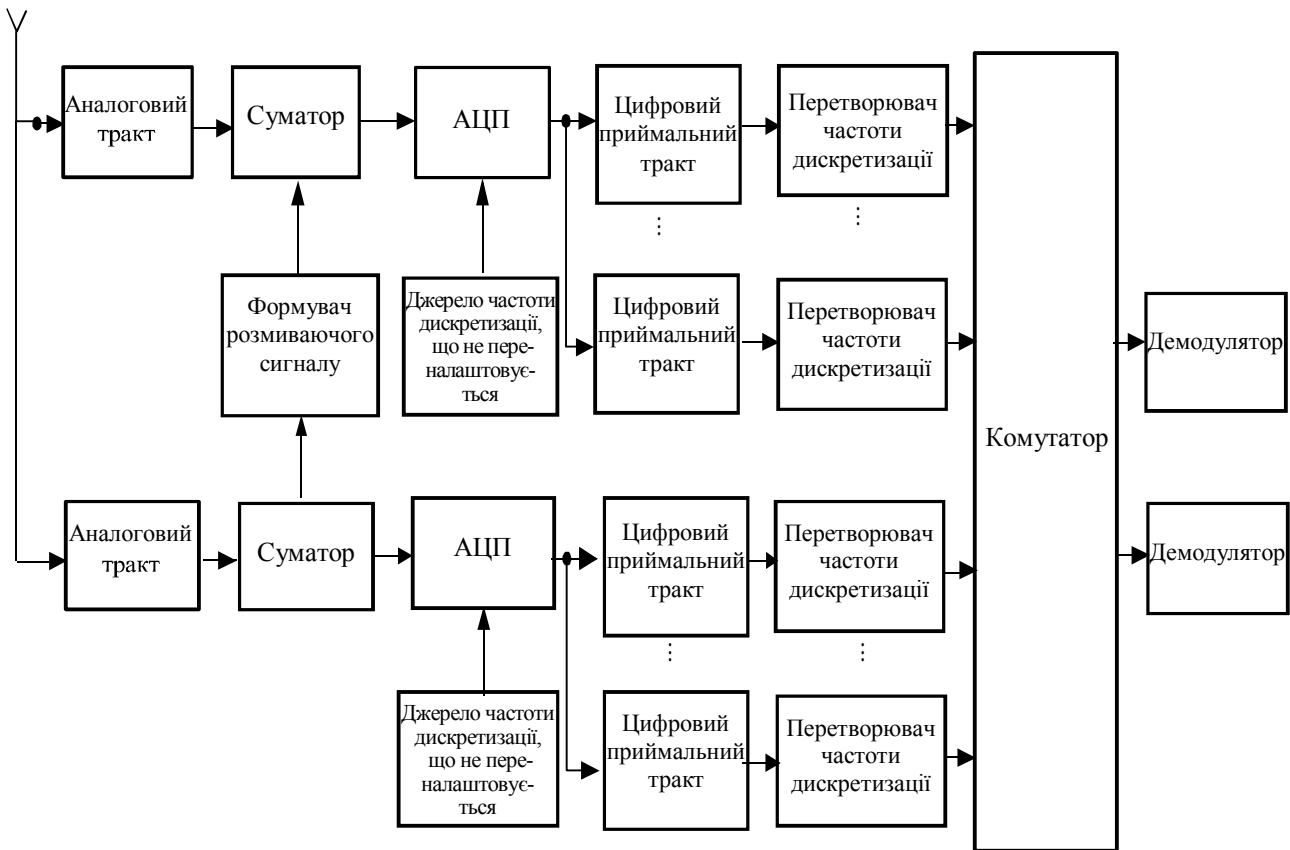 Аналоговий
тракт
Суматор
АЦП
Цифровий
приймальний
тракт
...
Перетворювач
частоти
дискретизації
...
Формувач
розмиваючого
сигналу
Джерело частоти
дискретизації,
що не пере-
налаштовує-
ться
Цифровий
приймальний
тракт
Перетворювач
частоти
дискретизації
Комутатор
Демодулятор
Аналоговий
тракт
Суматор
АЦП
Цифровий
приймальний
тракт
...
Перетворювач
частоти
дискретизації
...
Демодулятор
Джерело частоти
дискретизації,
що не пере-
налаштовується
ться
Цифровий
приймальний
тракт
Перетворювач
частоти
дискретизації